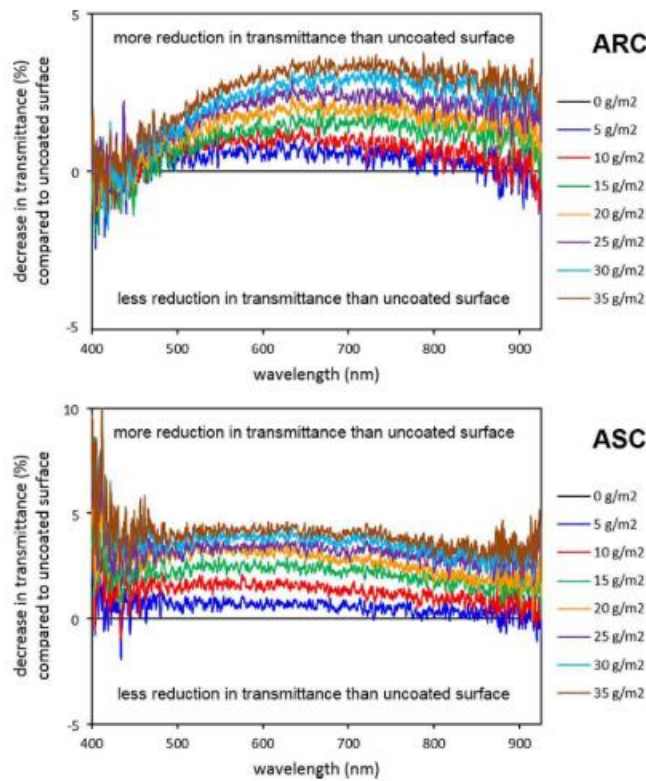 more reduction in transmittance than uncoated surface
ARC
5
0
-5
decrease in transmittance (%)
compared to uncoated surface
0 g/m2
5 g/m2
10 g/m2
15 g/m2
20 g/m2
25 g/m2
30 g/m2
35 g/m2
less reduction in transmittance than uncoated surface
400 500 600 700 800 900
wavelength (nm)
more reduction in transmittance than uncoated surface
ASC
10
5
0
-5
decrease in transmittance (%)
compared to uncoated surface
0 g/m2
5 g/m2
10 g/m2
15 g/m2
20 g/m2
25 g/m2
30 g/m2
35 g/m2
less reduction in transmittance than uncoated surface
400 500 600 700 800 900
wavelength (nm)